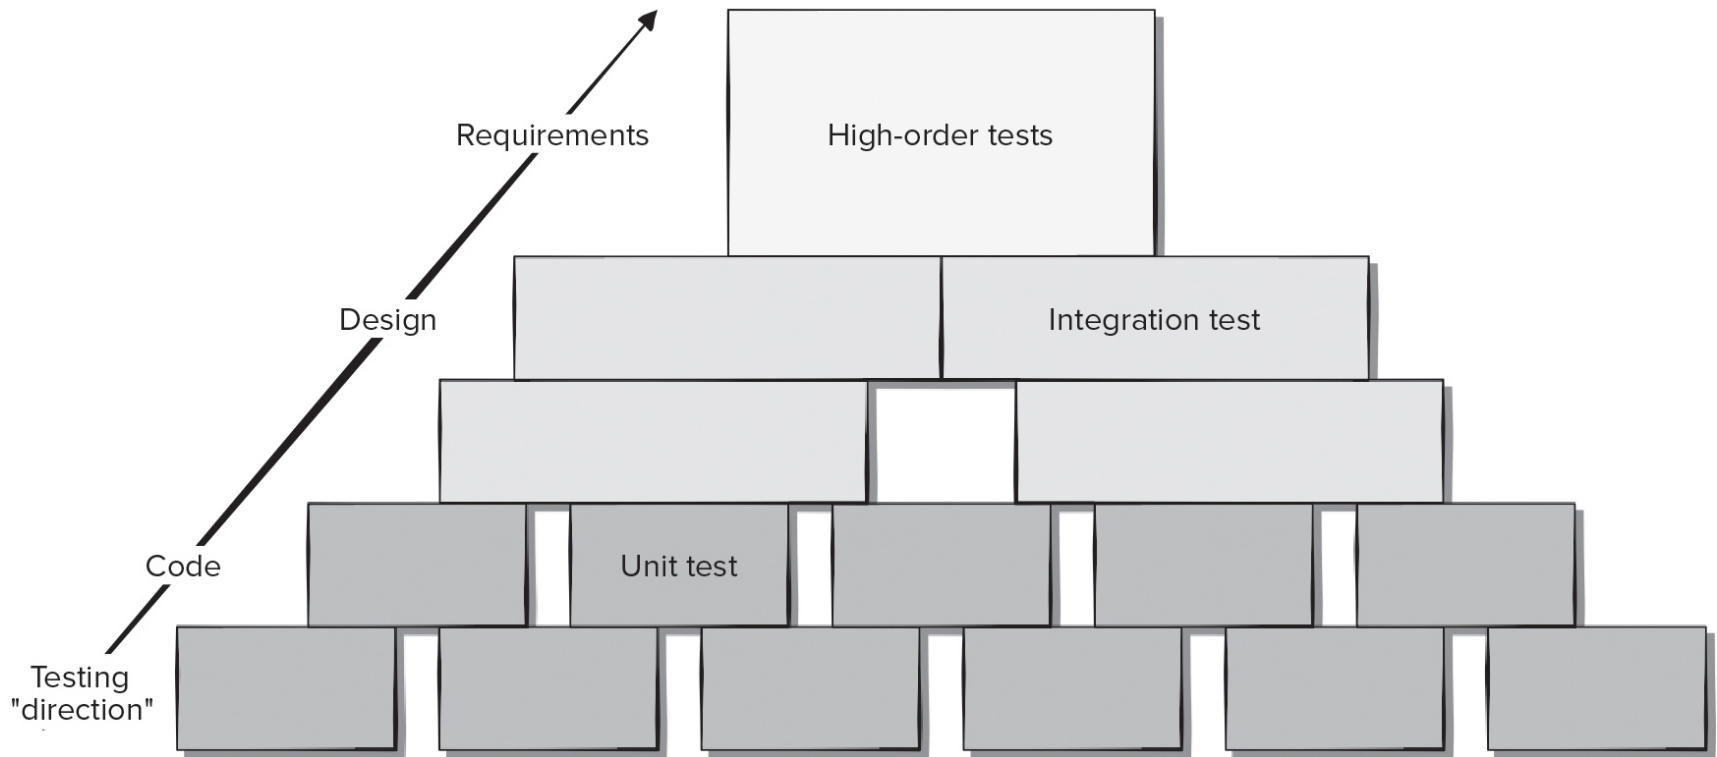 Requirements
High-order tests
Design
Integration test
Code
Unit test
Testing
"direction"